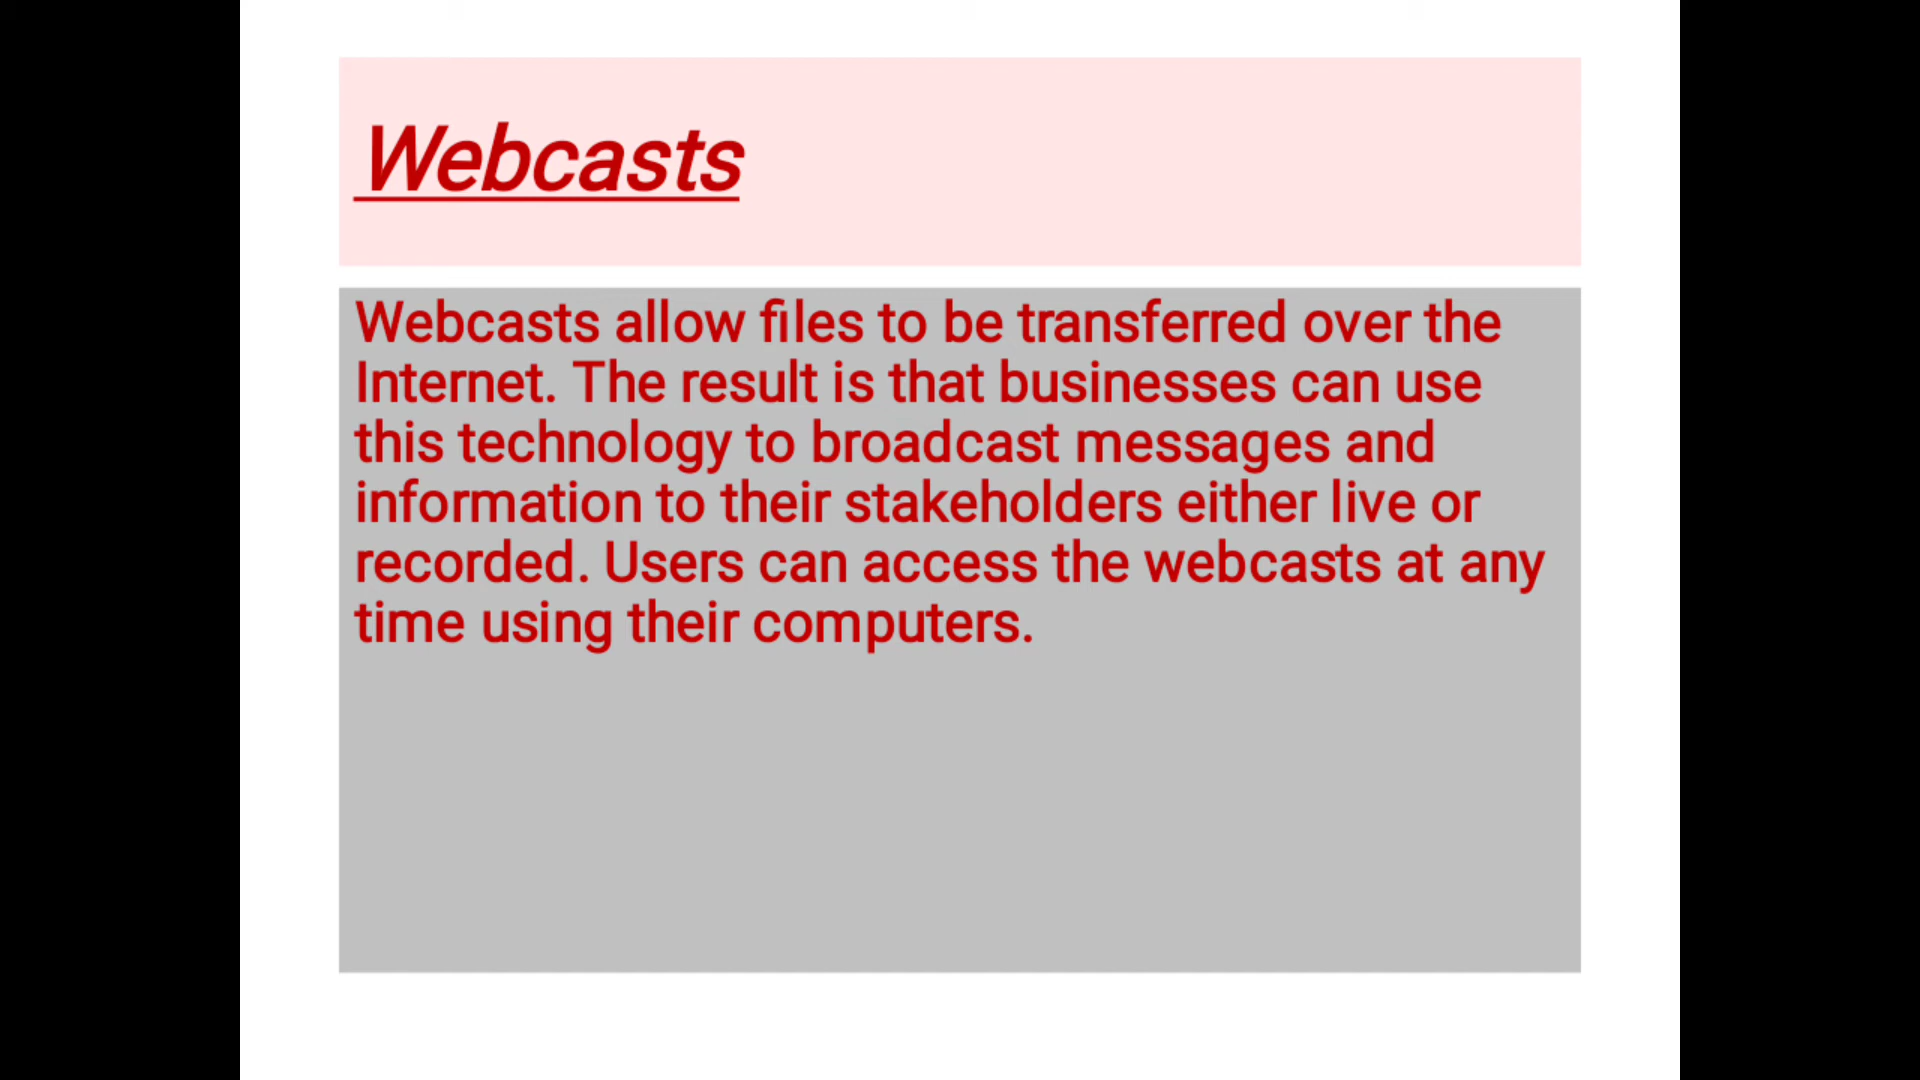 Webcasts
Webcasts allow files to be transferred over the
Internet. The result is that businesses can use
this technology to broadcast messages and
information to their stakeholders either live or
recorded. Users can access the webcasts at any
time using their computers.